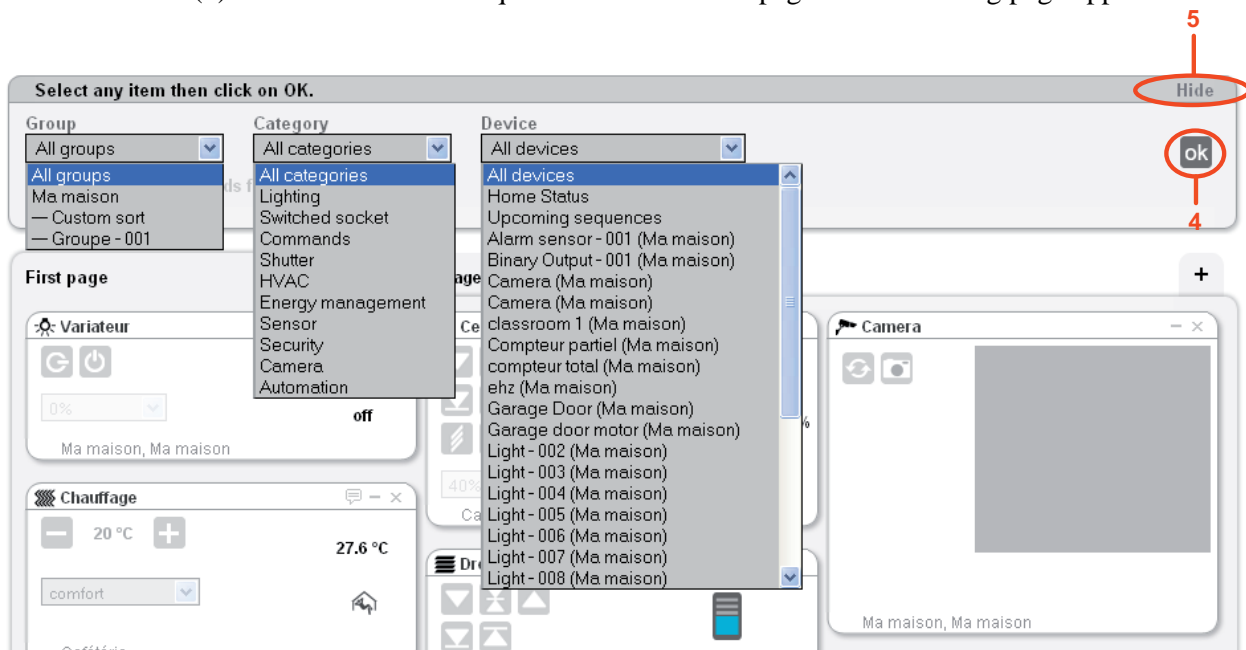 5
Select any item then click on OK.
Hide
Group
Category
Device
All groups
All categories
All devices
ok
4
All groups
Ma maison
— Custom sort
— Groupe - 001
All categories
Lighting
Switched socket
Commands
Shutter
HVAC
Energy management
Sensor
Security
Camera
Automation
All devices
Home Status
Upcoming sequences
Alarm sensor - 001 (Ma maison)
Binary Output - 001 (Ma maison)
Camera (Ma maison)
Camera (Ma maison)
classroom 1 (Ma maison)
Compteur partiel (Ma maison)
compteur total (Ma maison)
ehz (Ma maison)
Garage Door (Ma maison)
Garage door motor (Ma maison)
Light - 002 (Ma maison)
Light - 003 (Ma maison)
Light - 004 (Ma maison)
Light - 005 (Ma maison)
Light - 006 (Ma maison)
Light - 007 (Ma maison)
Light - 008 (Ma maison)
First page
+
Variateur
0%
off
Ma maison, Ma maison
Chauffage
20 °C
27.6 °C
comfort
40%
Camera
Ma maison, Ma maison